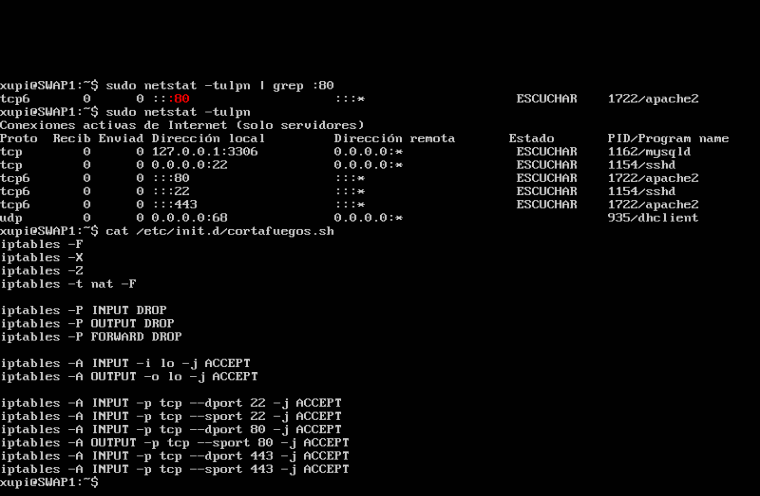 xupi@SWAP1:~$ sudo netstat -tulpn | grep :80
tcp6 0 0 :::80 :::* ESCUCHAR 1722/apache2
xupi@SWAP1:~$ sudo netstat -tulpn
Conexiones activas de Internet (solo servidores)
Proto Recib Enviad Dirección local Dirección remota Estado PID/Program name
tcp 0 0 127.0.0.1:3306 0.0.0.0:* ESCUCHAR 1162/mysqld
tcp 0 0 0.0.0.0:22 0.0.0.0:* ESCUCHAR 1154/sshd
tcp6 0 0 :::80 :::* ESCUCHAR 1722/apache2
tcp6 0 0 :::22 :::* ESCUCHAR 1154/sshd
tcp6 0 0 :::443 :::* ESCUCHAR 1722/apache2
udp 0 0 0.0.0.0:68 0.0.0.0:* 935/dhclient
xupi@SWAP1:~$ cat /etc/init.d/cortafuegos.sh
iptables -F
iptables -X
iptables -Z
iptables -t nat -F
iptables -P INPUT DROP
iptables -P OUTPUT DROP
iptables -P FORWARD DROP
iptables -A INPUT -i lo -j ACCEPT
iptables -A OUTPUT -o lo -j ACCEPT
iptables -A INPUT -p tcp --dport 22 -j ACCEPT
iptables -A INPUT -p tcp --sport 22 -j ACCEPT
iptables -A INPUT -p tcp --dport 80 -j ACCEPT
iptables -A OUTPUT -p tcp --sport 80 -j ACCEPT
iptables -A INPUT -p tcp --dport 443 -j ACCEPT
iptables -A INPUT -p tcp --sport 443 -j ACCEPT
xupi@SWAP1:~$